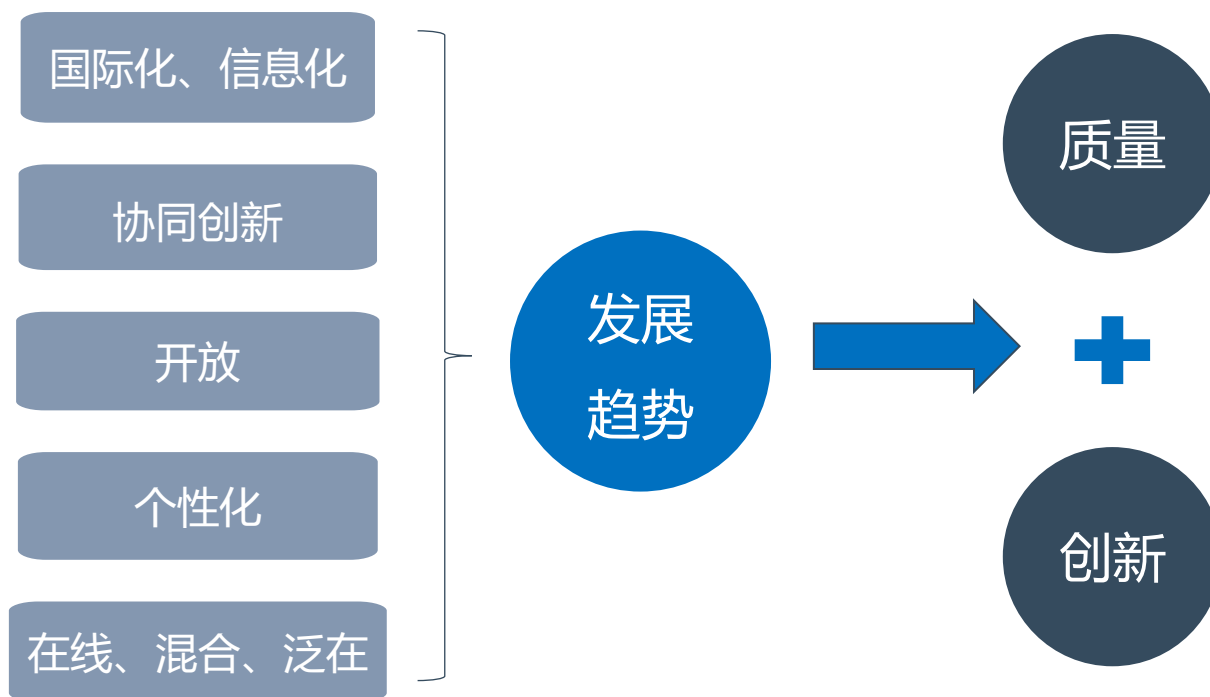 国际化、信息化
协同创新
开放
个性化
在线、混合、泛在
发展
趋势
质量
创新